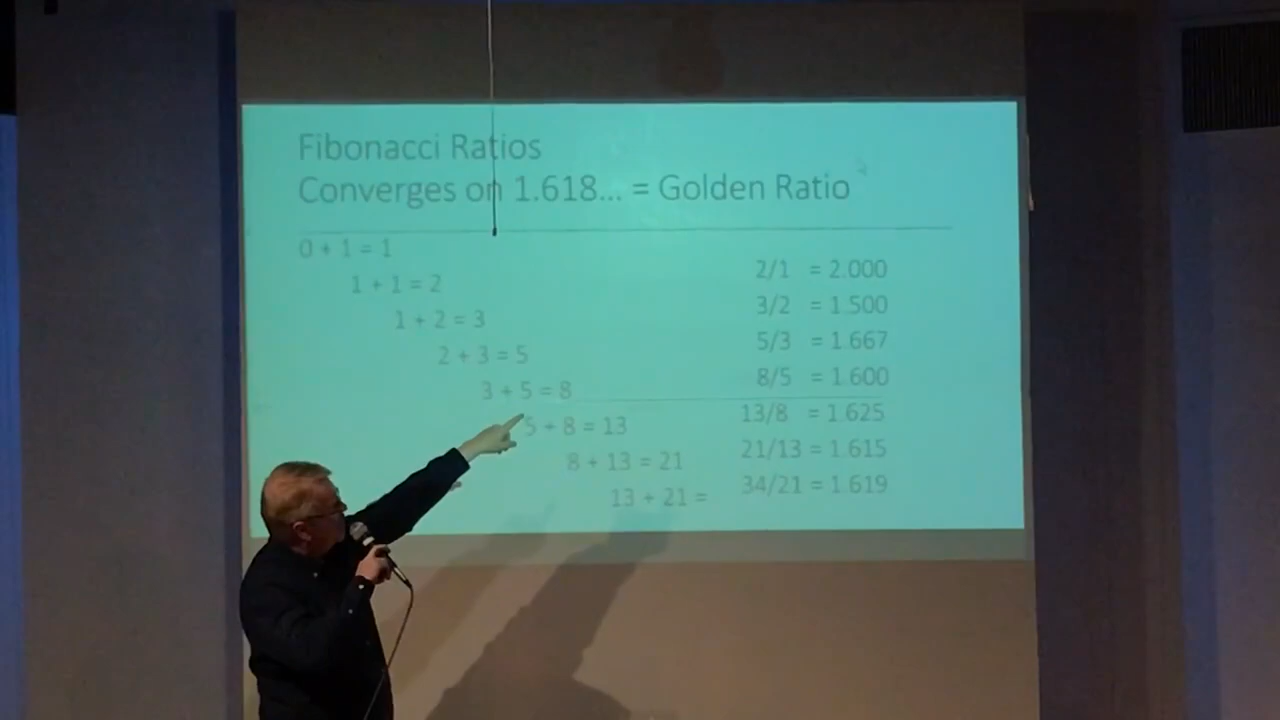 Fibonacci Ratios
Converges on 1.618... = Golden Ratio
0 + 1 = 1
1 + 1 = 2
1 + 2 = 3
2 + 3 = 5
3 + 5 = 8
5 + 8 = 13
8 + 13 = 21
13 + 21 =
2/1 = 2.000
3/2 = 1.500
5/3 = 1.667
8/5 = 1.600
13/8 = 1.625
21/13 = 1.615
34/21 = 1.619